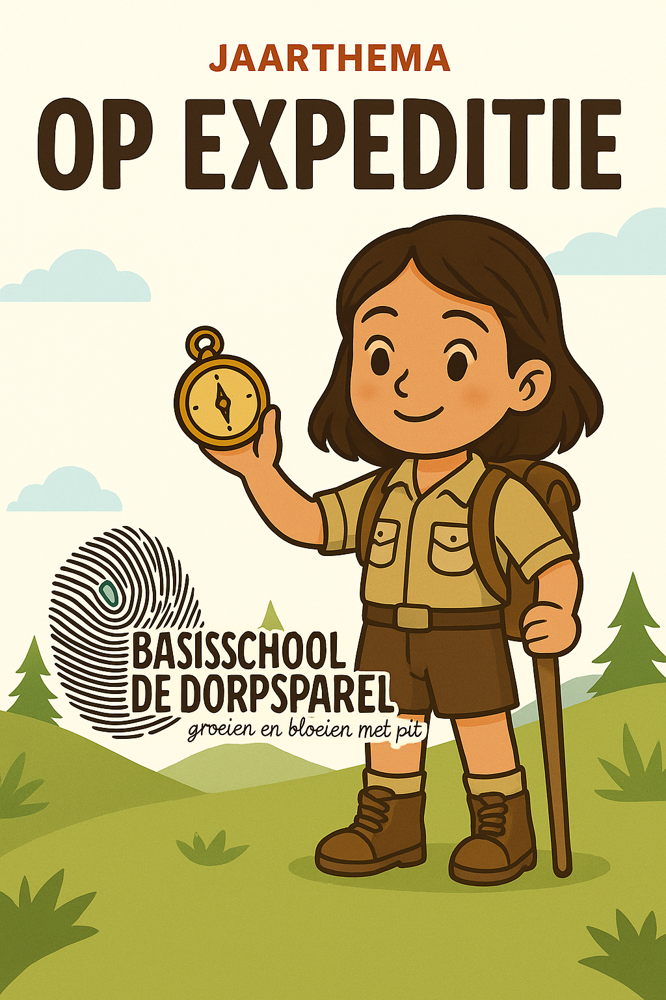 JAARTHEMA
OP EXPEDITIE
BASISSCHOOL
DE DORPSPAREL
groeien en bloeien met pit